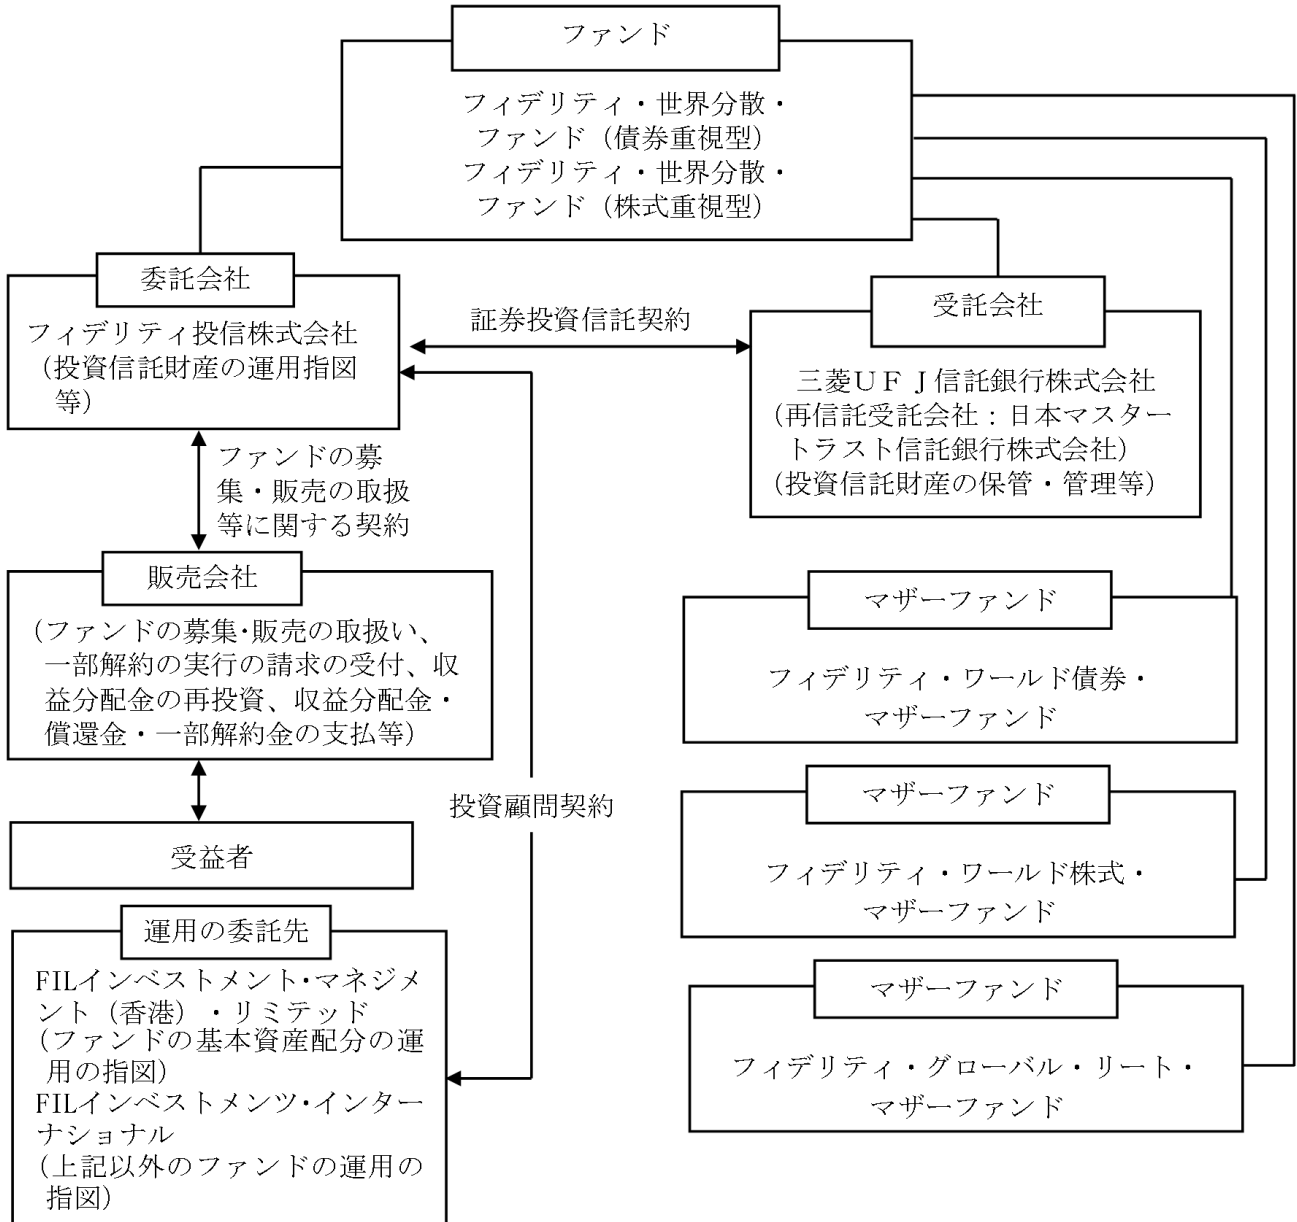 ファンド
フィデリティ・世界分散・
ファンド（債券重視型）
フィデリティ・世界分散・
ファンド（株式重視型）
委託会社
フィデリティ投信株式会社
（投資信託財産の運用指図
等）
証券投資信託契約
受託会社
三菱ＵＦＪ信託銀行株式会社
（再信託受託会社：日本マスター
トラスト信託銀行株式会社）
（投資信託財産の保管・管理等）
ファンドの募
集・販売の取扱
等に関する契約
販売会社
（ファンドの募集・販売の取扱い、
一部解約の実行の請求の受付、収
益分配金の再投資、収益分配金・
償還金・一部解約金の支払等）
投資顧問契約
受益者
運用の委託先
FILインベストメント・マネジメ
ント（香港）・リミテッド
（ファンドの基本資産配分の運
用の指図）
FILインベストメンツ・インター
ナショナル
（上記以外のファンドの運用の
指図）
マザーファンド
フィデリティ・ワールド債券・
マザーファンド
マザーファンド
フィデリティ・ワールド株式・
マザーファンド
マザーファンド
フィデリティ・グローバル・リート・
マザーファンド